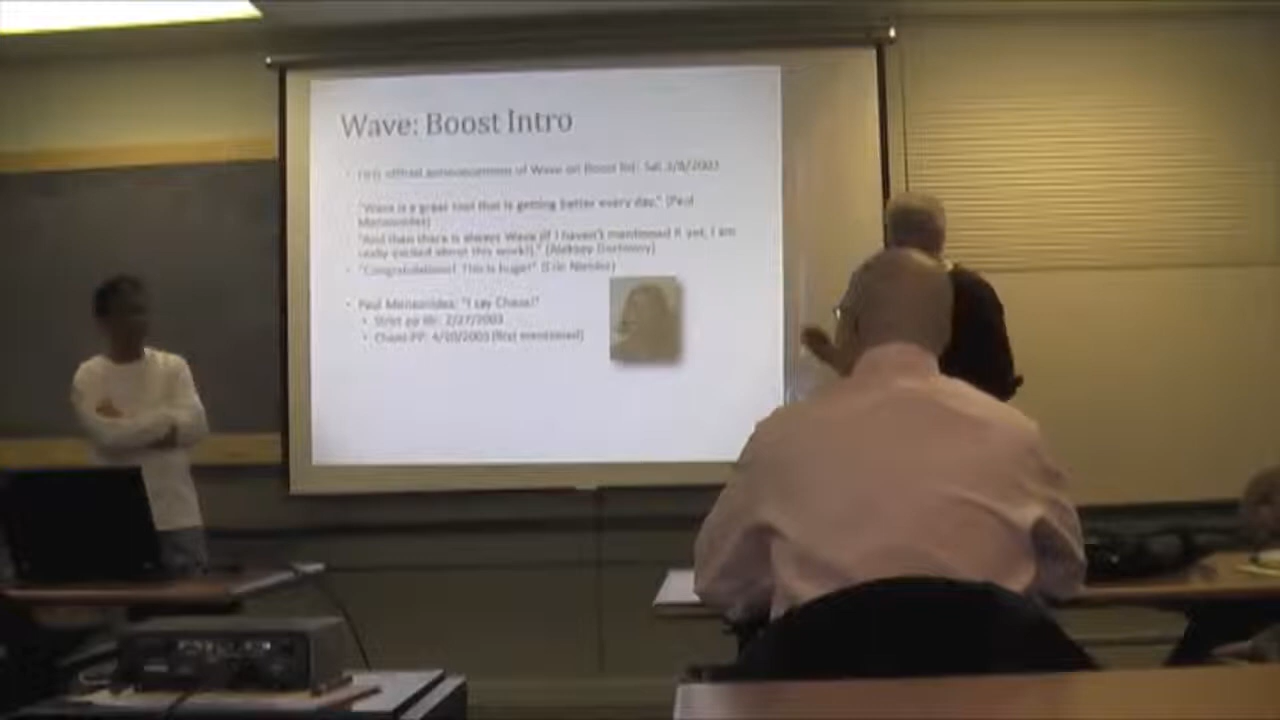 Wave: Boost Intro
First official announcement of Wave on Boost list: Sat, 3/8/2003
"Wave is a great tool that is getting better every day." (Paul
Mensonides)
"And then there is always Wave (if I haven't mentioned it yet, I am
really excited about this work!)." (Aleksey Gurtovoy)
"Congratulations! This is huge!" (Eric Niebler)
Paul Mensonides: "I say Chaos!"
Strict pp lib: 2/27/2003
Chaos PP: 4/20/2003 (first mentioned)